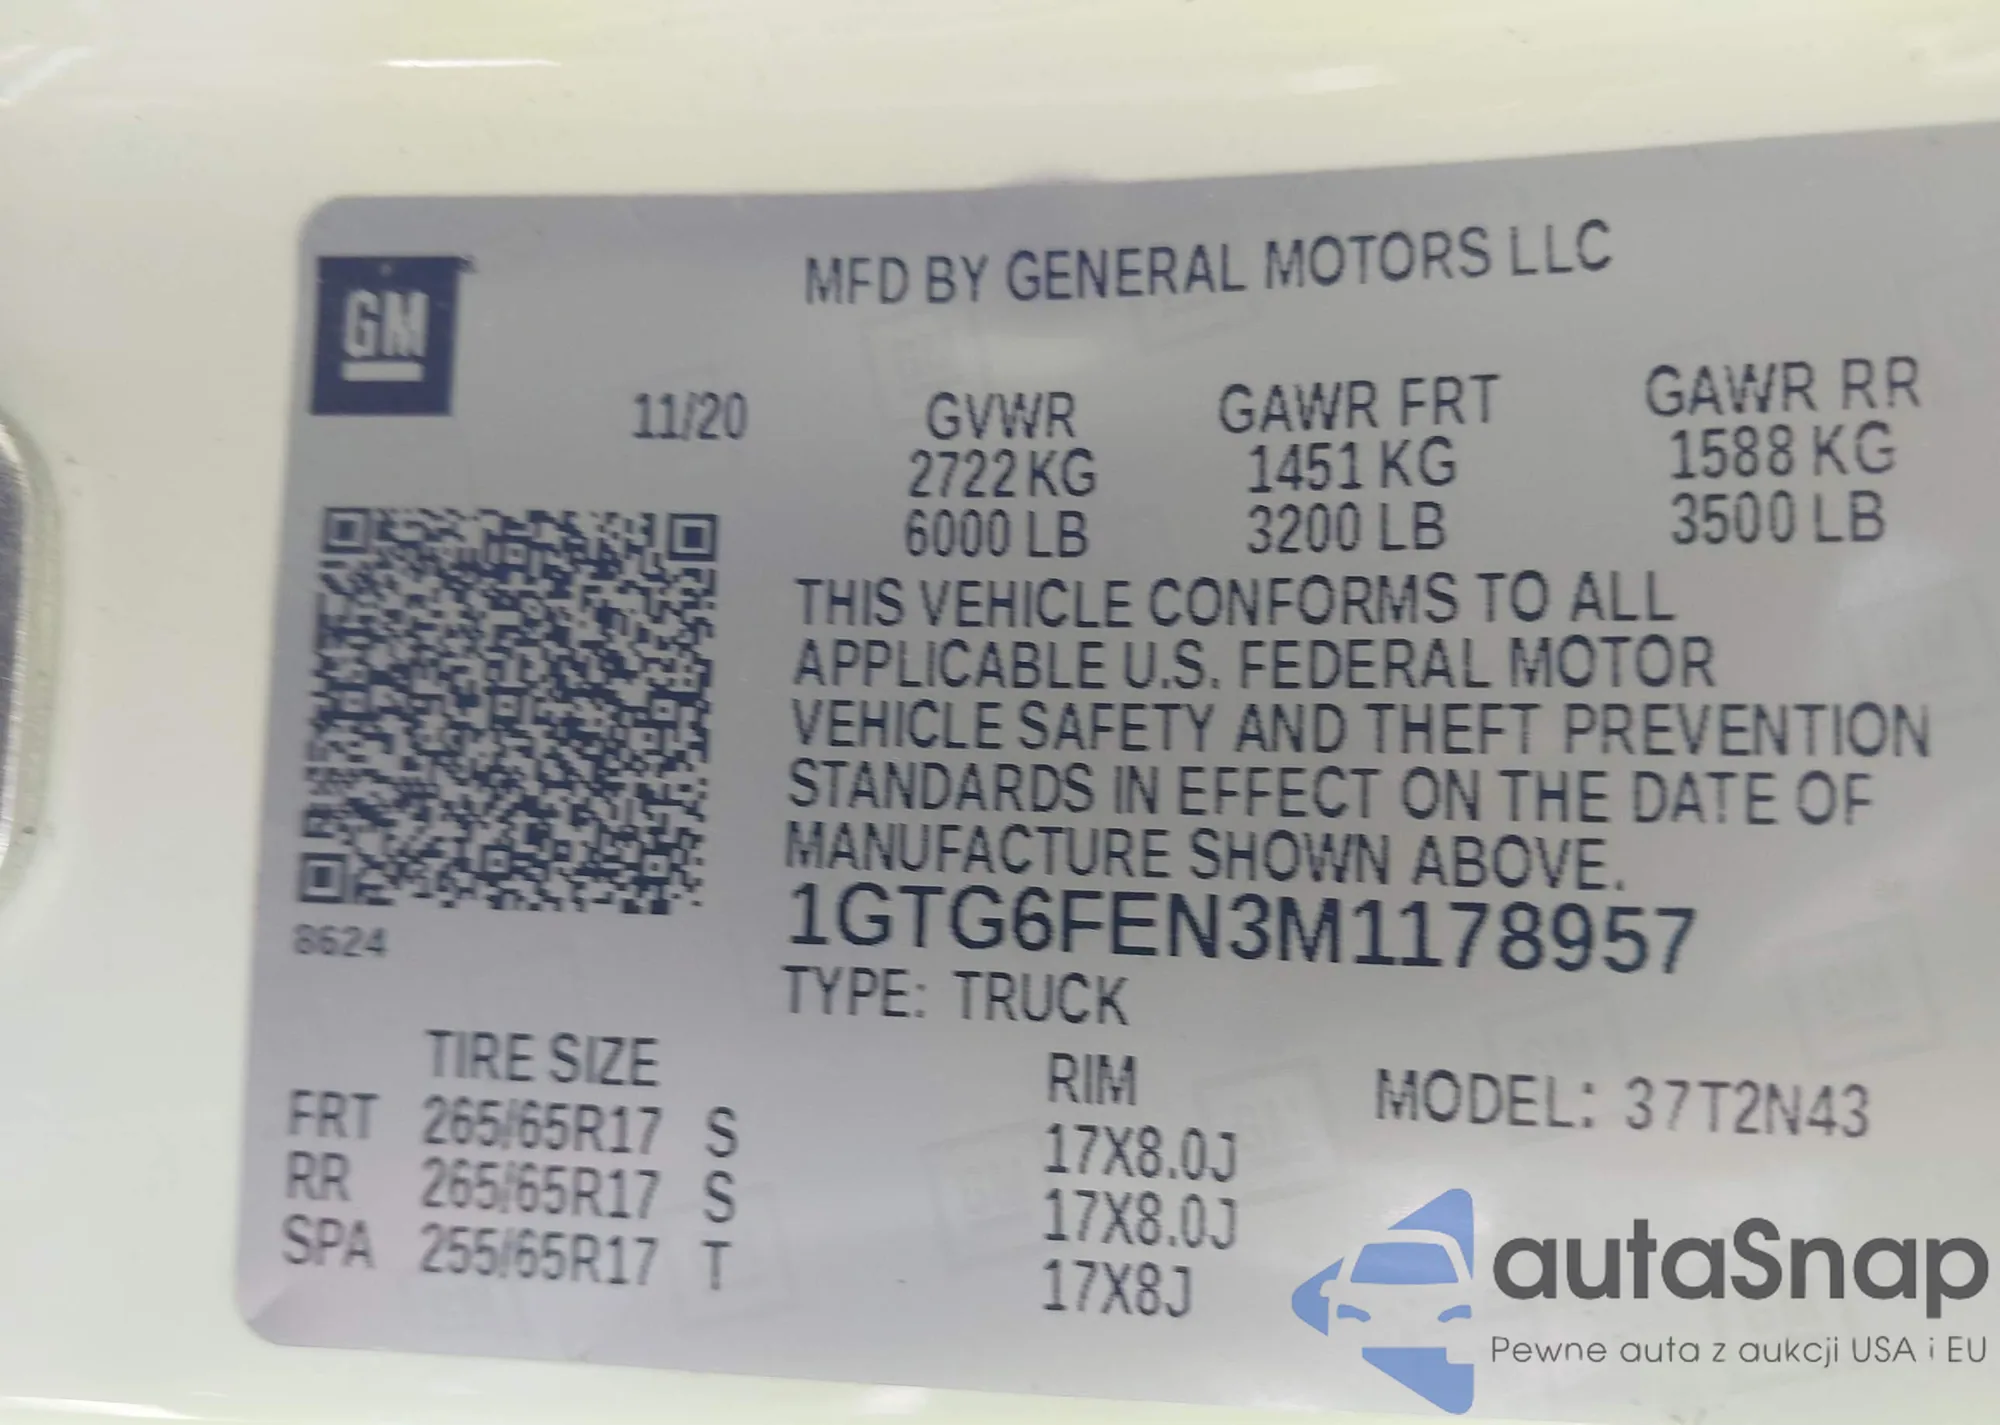 GM
MFD BY GENERAL MOTORS LLC
11/20 GVWR GAWR FRT GAWR RR
2722 KG 1451 KG 1588 KG
6000 LB 3200 LB 3500 LB
THIS VEHICLE CONFORMS TO ALL
APPLICABLE U.S. FEDERAL MOTOR
VEHICLE SAFETY AND THEFT PREVENTION
STANDARDS IN EFFECT ON THE DATE OF
MANUFACTURE SHOWN ABOVE.
1GTG6FEN3M1178957
8624
TYPE: TRUCK
TIRE SIZE RIM MODEL: 37T2N43
FRT 265/65R17 S 17X8.0J
RR 265/65R17 S 17X8.0J
SPA 255/65R17 T 17X8J
autaSnap
Pewne auta z aukcji USA i EU